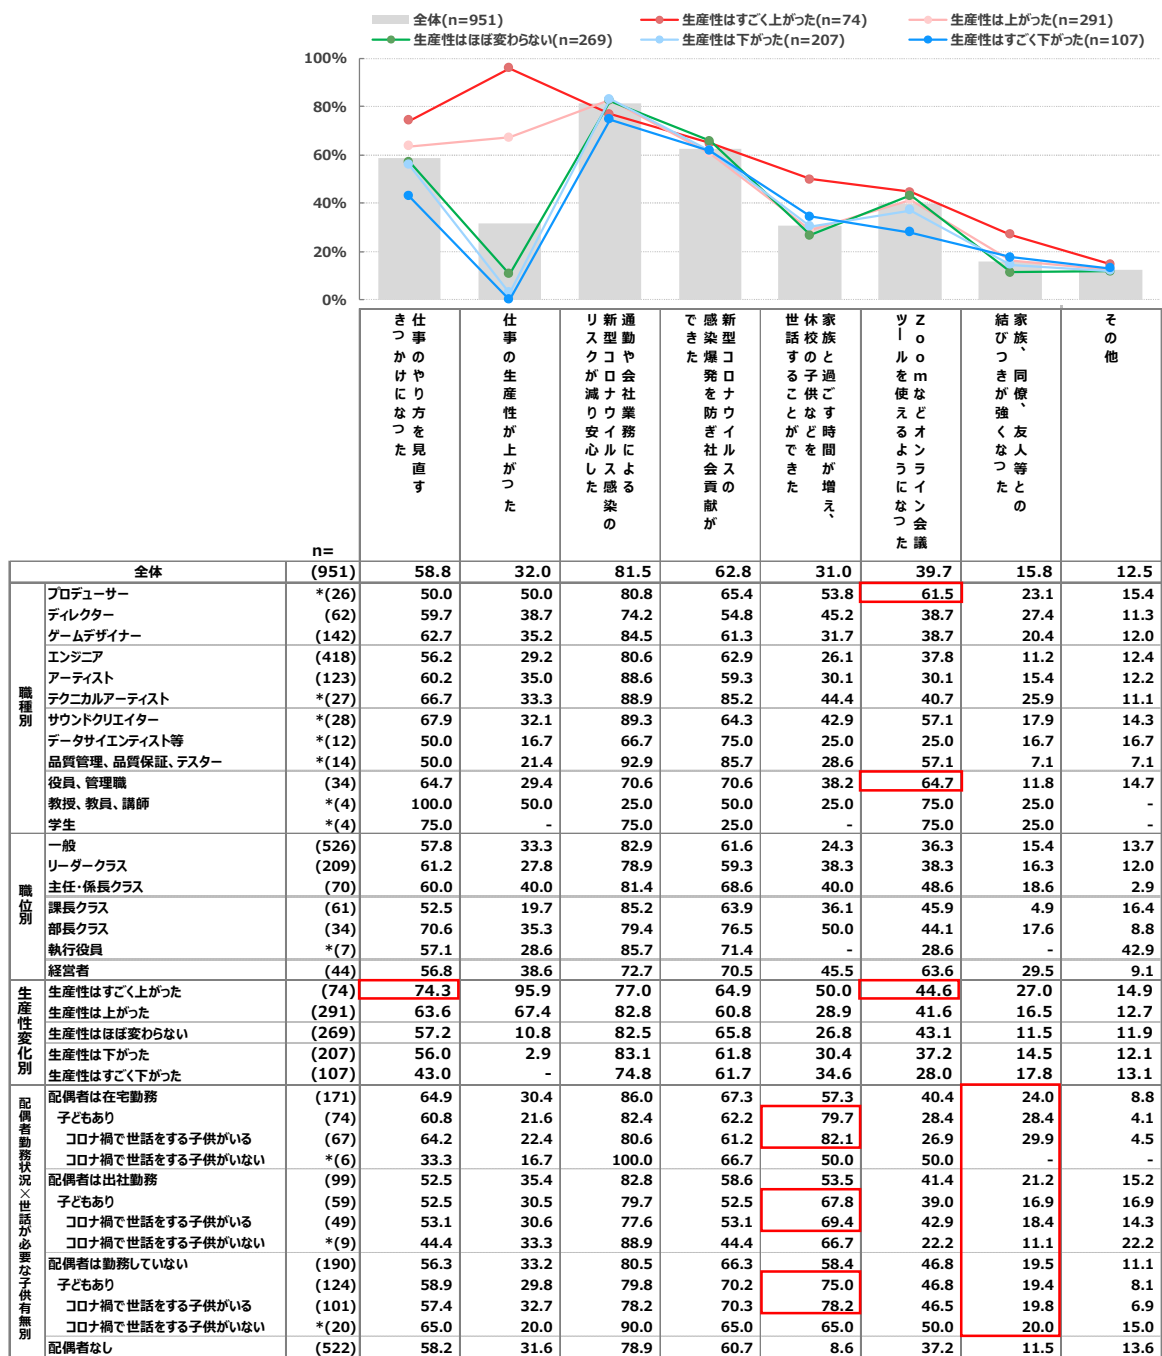 全体(n=951) 生産性はすごく上がった(n=74) 生産性は上がった(n=291)
生産性はほぼ変わらない(n=269) 生産性は下がった(n=207) 生産性はすごく下がった(n=107)
100%
80%
60%
40%
20%
0%
仕事のやり方を見直す
きっかけになった
仕事の生産性が上がった
通勤や会社業務による
新型コロナウイルス感染の
リスクが減り安心した
新型コロナウイルスの
感染爆発を防ぎ社会貢献が
できた
家族と過ごす時間が増え、
休校の子供などを
世話することができた
Zoomなどオンライン会議
ツールを使えるようになった
家族、同僚、友人等との
結びつきが強くなった
その他
n=
全体 (951) 58.8 32.0 81.5 62.8 31.0 39.7 15.8 12.5
職種別
プロデューサー *(26) 50.0 50.0 80.8 65.4 53.8 61.5 23.1 15.4
ディレクター (62) 59.7 38.7 74.2 54.8 45.2 38.7 27.4 11.3
ゲームデザイナー (142) 62.7 35.2 84.5 61.3 31.7 38.7 20.4 12.0
エンジニア (418) 56.2 29.2 80.6 62.9 26.1 37.8 11.2 12.4
アーティスト (123) 60.2 35.0 88.6 59.3 30.1 30.1 15.4 12.2
テクニカルアーティスト *(27) 66.7 33.3 88.9 85.2 44.4 40.7 25.9 11.1
サウンドクリエイター *(28) 67.9 32.1 89.3 64.3 42.9 57.1 17.9 14.3
データサイエンティスト等 *(12) 50.0 16.7 66.7 75.0 25.0 25.0 16.7 16.7
品質管理、品質保証、テスター *(14) 50.0 21.4 92.9 85.7 28.6 57.1 7.1 7.1
役員、管理職 (34) 64.7 29.4 70.6 70.6 38.2 64.7 11.8 14.7
教授、教員、講師 *(4) 100.0 50.0 25.0 50.0 25.0 75.0 25.0 -
学生 *(4) 75.0 - 75.0 25.0 - 75.0 25.0 -
職位別
一般 (526) 57.8 33.3 82.9 61.6 24.3 36.3 15.4 13.7
リーダークラス (209) 61.2 27.8 78.9 59.3 38.3 38.3 16.3 12.0
主任・係長クラス (70) 60.0 40.0 81.4 68.6 40.0 48.6 18.6 2.9
課長クラス (61) 52.5 19.7 85.2 63.9 36.1 45.9 4.9 16.4
部長クラス (34) 70.6 35.3 79.4 76.5 50.0 44.1 17.6 8.8
執行役員 *(7) 57.1 28.6 85.7 71.4 - 28.6 - 42.9
経営者 (44) 56.8 38.6 72.7 70.5 45.5 63.6 29.5 9.1
生産性変化別
生産性はすごく上がった (74) 74.3 95.9 77.0 64.9 50.0 44.6 27.0 14.9
生産性は上がった (291) 63.6 67.4 82.8 60.8 28.9 41.6 16.5 12.7
生産性はほぼ変わらない (269) 57.2 10.8 82.5 65.8 26.8 43.1 11.5 11.9
生産性は下がった (207) 56.0 2.9 83.1 61.8 30.4 37.2 14.5 12.1
生産性はすごく下がった (107) 43.0 - 74.8 61.7 34.6 28.0 17.8 13.1
配偶者勤務状況×世話が必要な子供有無別
配偶者は在宅勤務 (171) 64.9 30.4 86.0 67.3 57.3 40.4 24.0 8.8
子どもあり (74) 60.8 21.6 82.4 62.2 79.7 28.4 28.4 4.1
コロナ禍で世話をする子供がいる (67) 64.2 22.4 80.6 61.2 82.1 26.9 29.9 4.5
コロナ禍で世話をする子供がいない *(6) 33.3 16.7 100.0 66.7 50.0 50.0 - -
配偶者は出社勤務 (99) 52.5 35.4 82.8 58.6 53.5 41.4 21.2 15.2
子どもあり (59) 52.5 30.5 79.7 52.5 67.8 39.0 16.9 16.9
コロナ禍で世話をする子供がいる (49) 53.1 30.6 77.6 53.1 69.4 42.9 18.4 14.3
コロナ禍で世話をする子供がいない *(9) 44.4 33.3 88.9 44.4 66.7 22.2 11.1 22.2
配偶者は勤務していない (190) 56.3 33.2 80.5 66.3 58.4 46.8 19.5 11.1
子どもあり (124) 58.9 29.8 79.8 70.2 75.0 46.8 19.4 8.1
コロナ禍で世話をする子供がいる (101) 57.4 32.7 78.2 70.3 78.2 46.5 19.8 6.9
コロナ禍で世話をする子供がいない *(20) 65.0 20.0 90.0 65.0 65.0 50.0 20.0 15.0
配偶者なし (522) 58.2 31.6 78.9 60.7 8.6 37.2 11.5 13.6